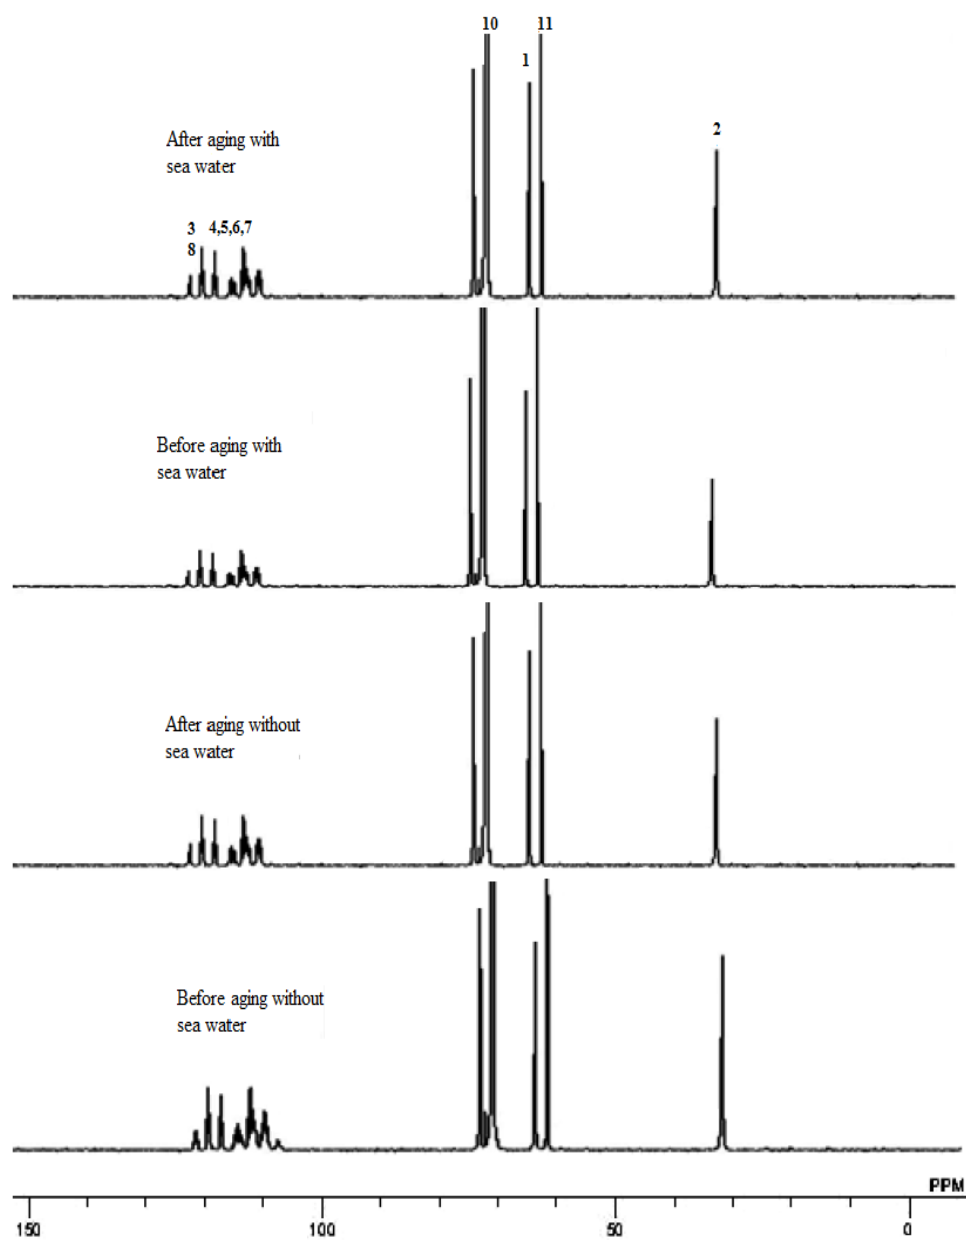 10
11
1
2
After aging with
sea water
3
4,5,6,7
8
Before aging with
sea water
After aging without
sea water
Before aging without
sea water
PPM
150
100
50
0